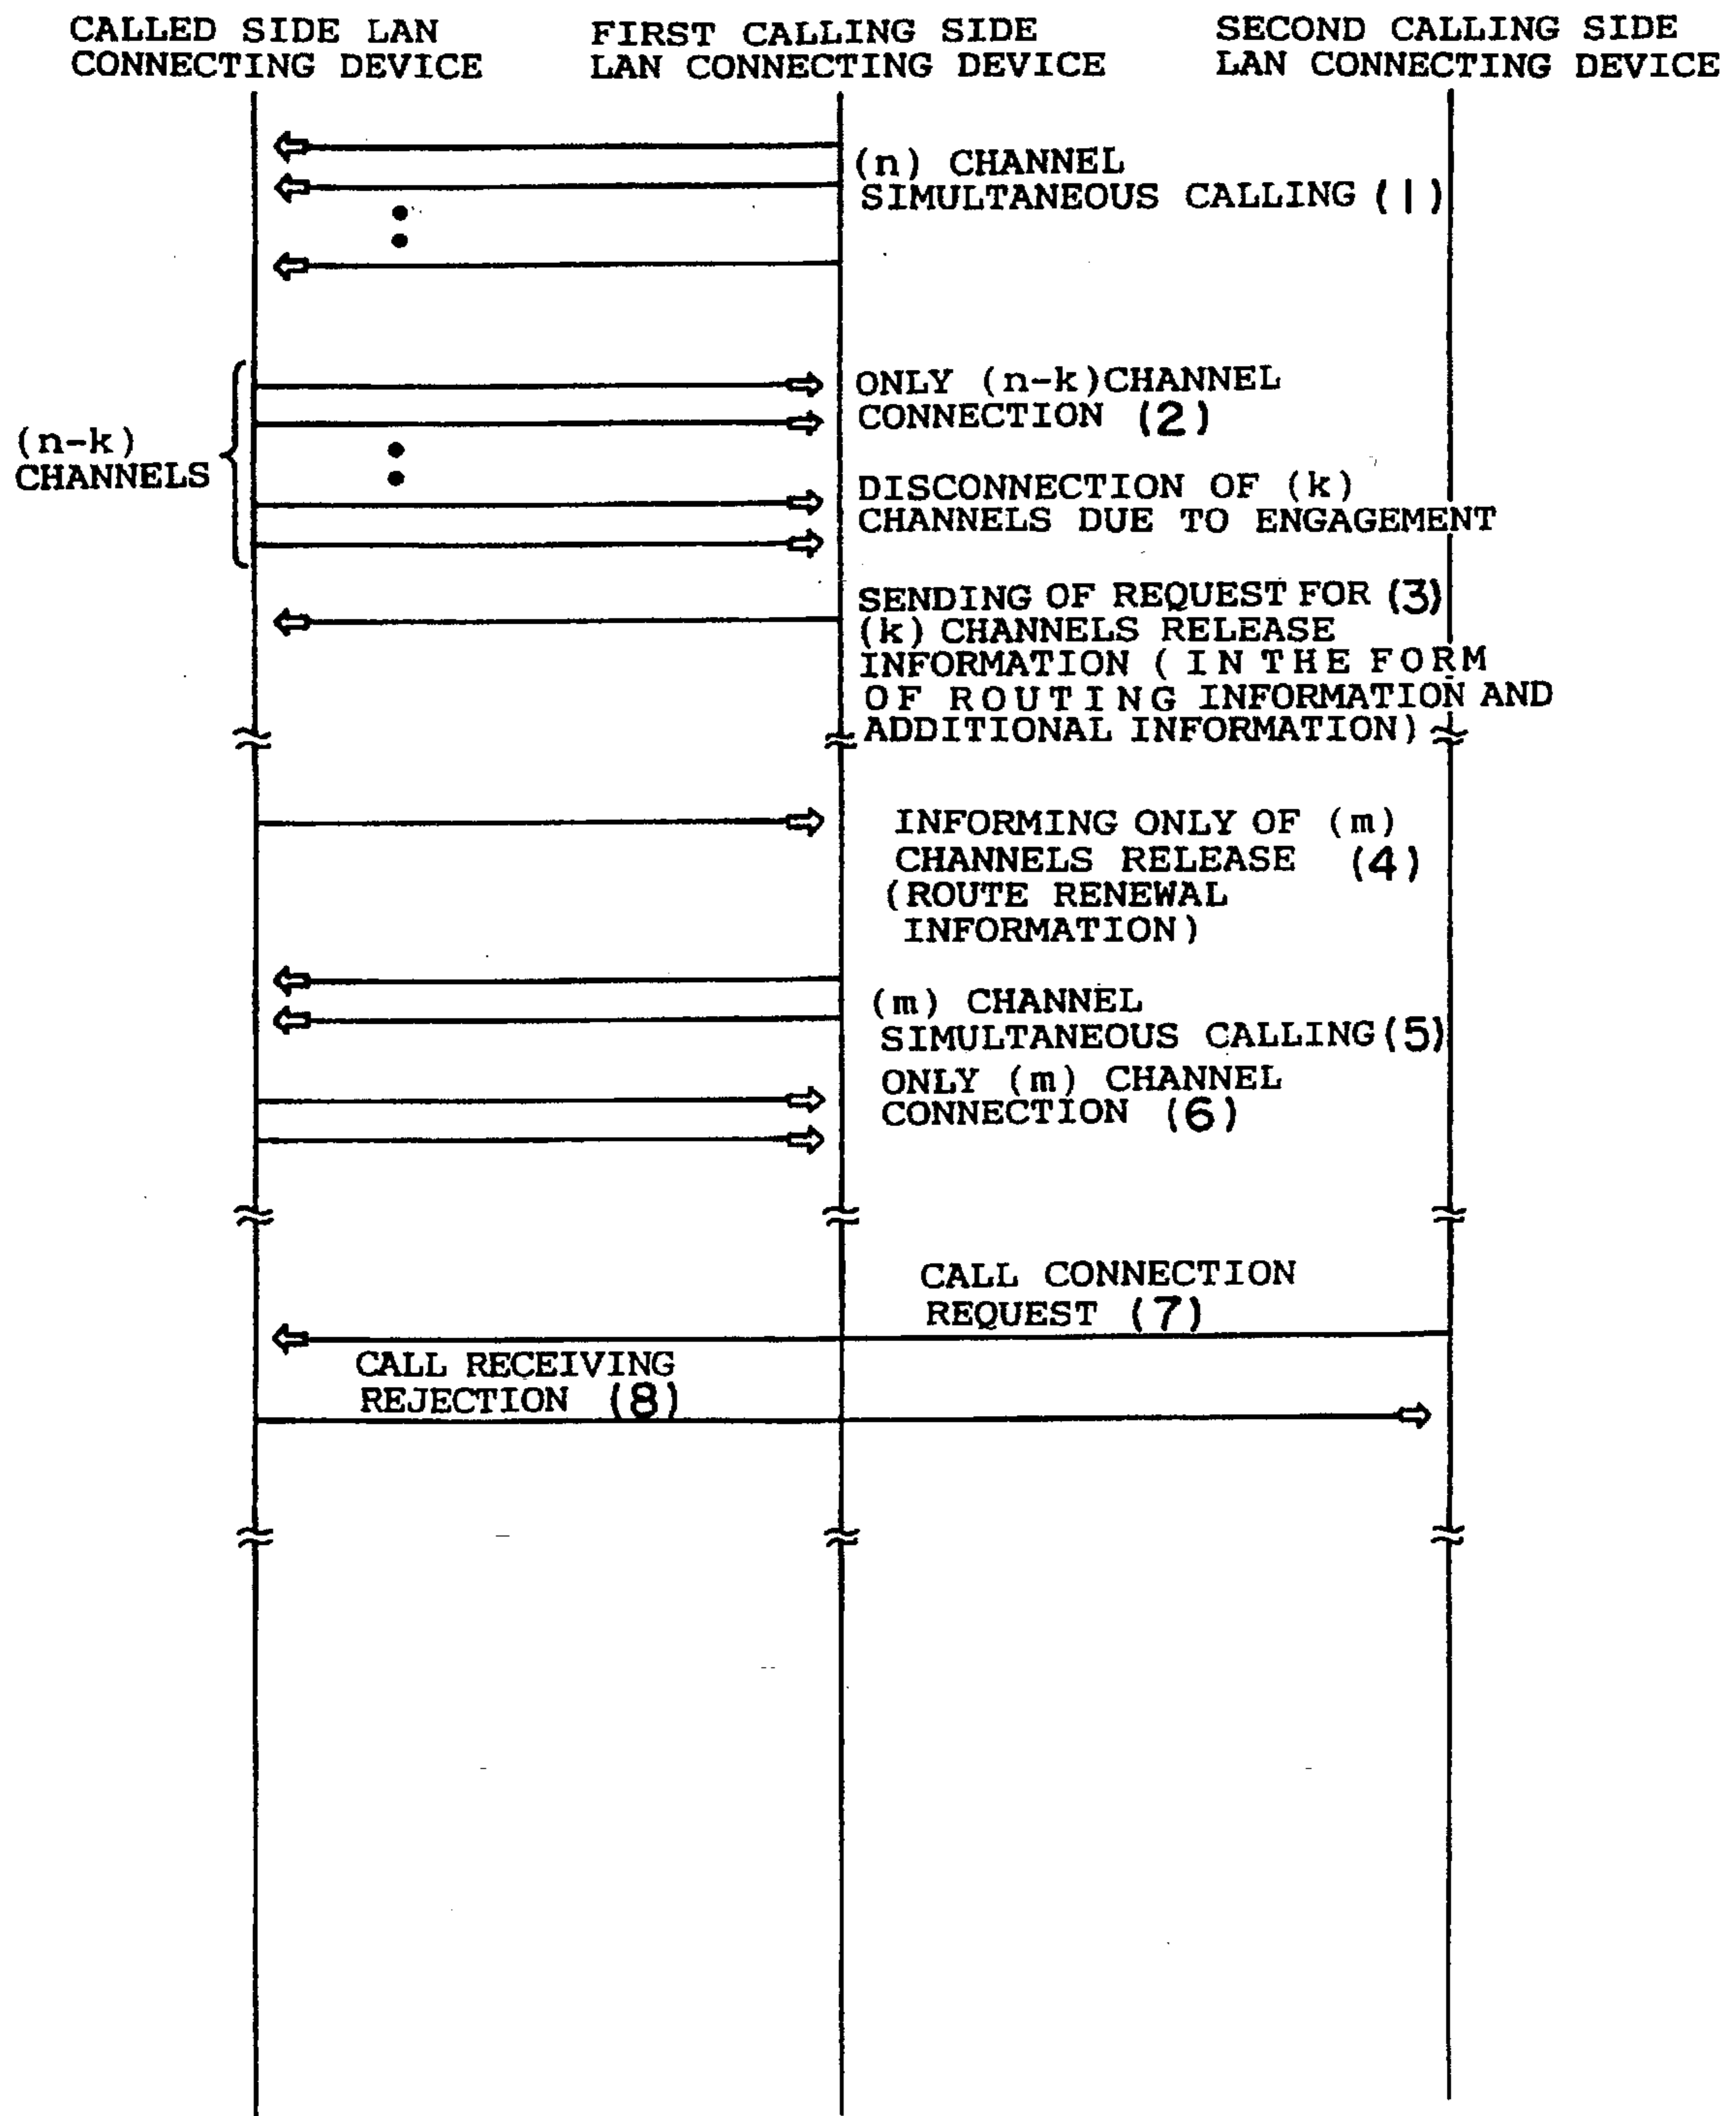 CALLED SIDE LAN
CONNECTING DEVICE
FIRST CALLING SIDE
LAN CONNECTING DEVICE
SECOND CALLING SIDE
LAN CONNECTING DEVICE
(n) CHANNEL
SIMULTANEOUS CALLING (1)
(n-k)
CHANNELS
ONLY (n-k)CHANNEL
CONNECTION (2)
DISCONNECTION OF (k)
CHANNELS DUE TO ENGAGEMENT
SENDING OF REQUEST FOR (3)
(k) CHANNELS RELEASE
INFORMATION (IN THE FORM
OF ROUTING INFORMATION AND
ADDITIONAL INFORMATION)
INFORMING ONLY OF (m)
CHANNELS RELEASE (4)
(ROUTE RENEWAL
INFORMATION)
(m) CHANNEL
SIMULTANEOUS CALLING (5)
ONLY (m) CHANNEL
CONNECTION (6)
CALL CONNECTION
REQUEST (7)
CALL RECEIVING
REJECTION (8)